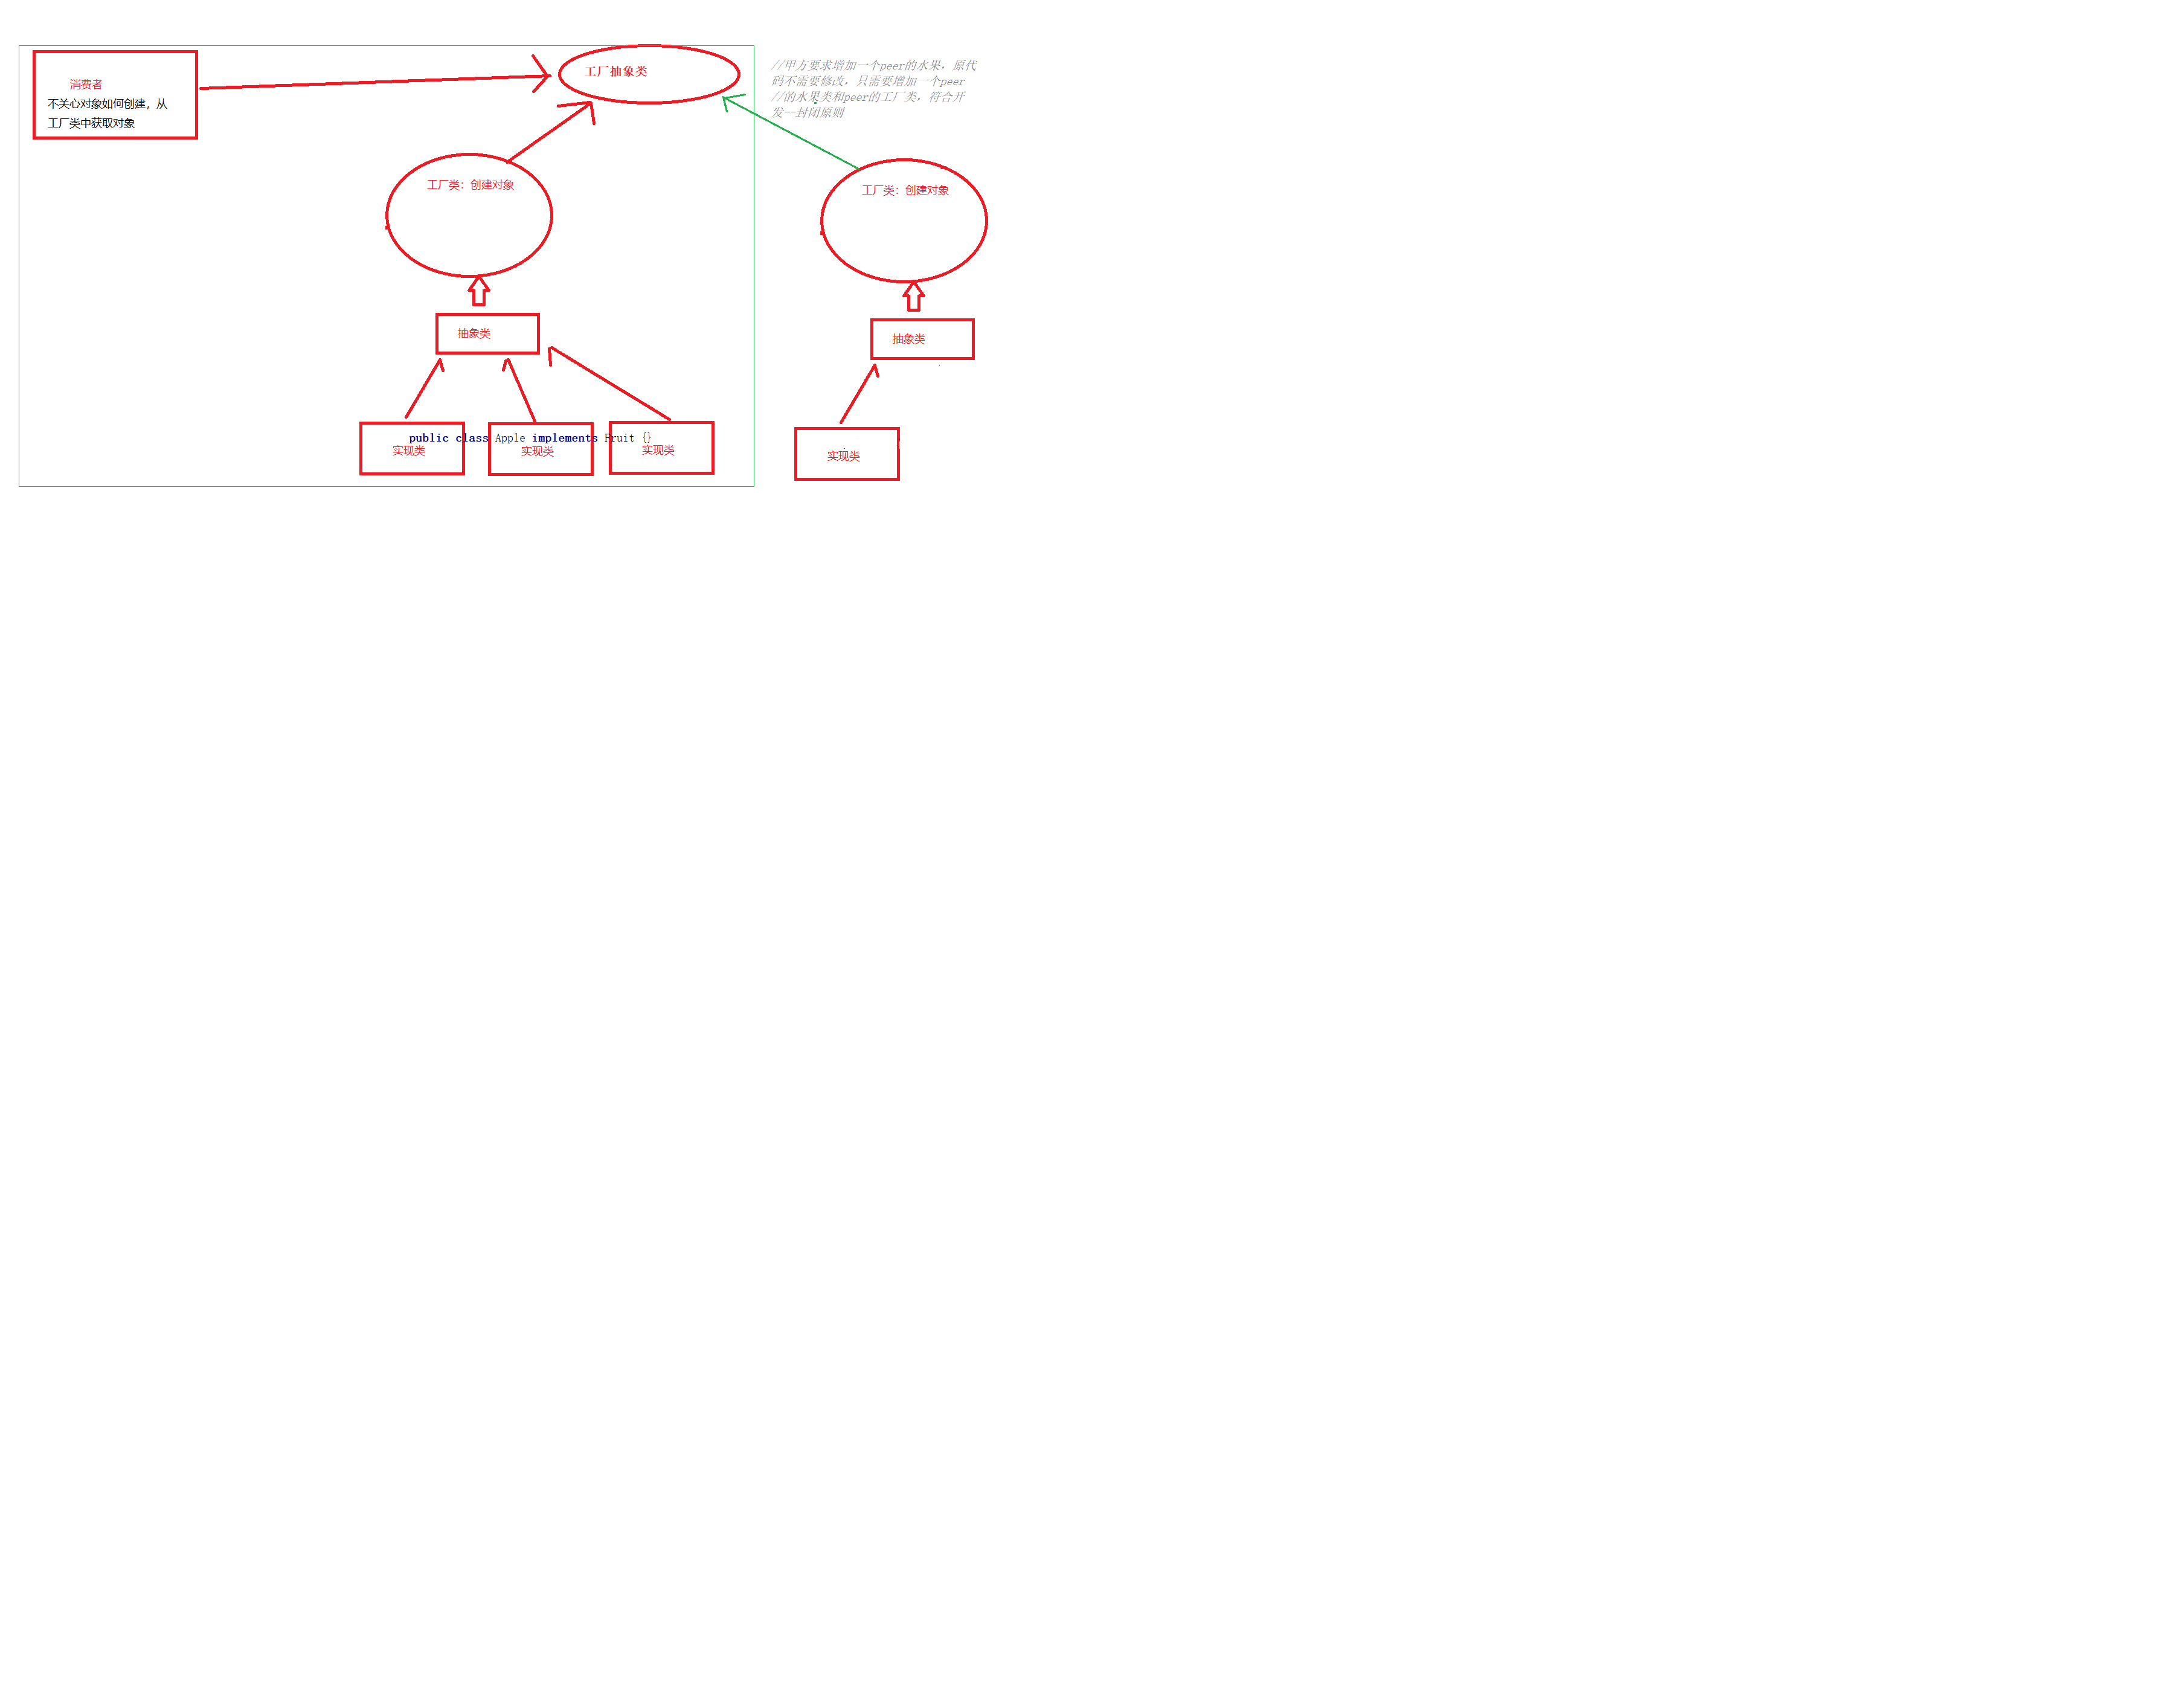 消费者
不关心对象如何创建，从
工厂类中获取对象
工厂抽象类
//甲方要求增加一个peer的水果，原代
码不需要修改，只需要增加一个peer
//的水果类和peer的工厂类，符合开
发--封闭原则
工厂类：创建对象
工厂类：创建对象
抽象类
抽象类
public class Apple implements Fruit {}
实现类
实现类
实现类
实现类